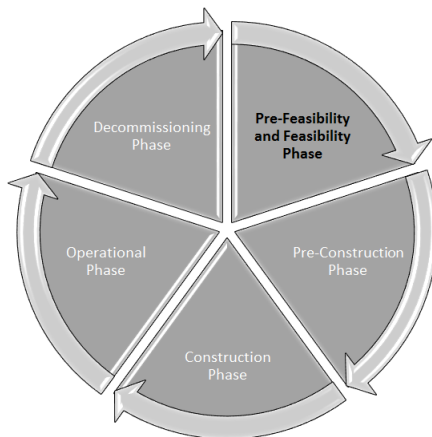 Pre-Feasibility
and Feasibility
Phase
Pre-Construction
Phase
Construction
Phase
Operational
Phase
Decommissioning
Phase